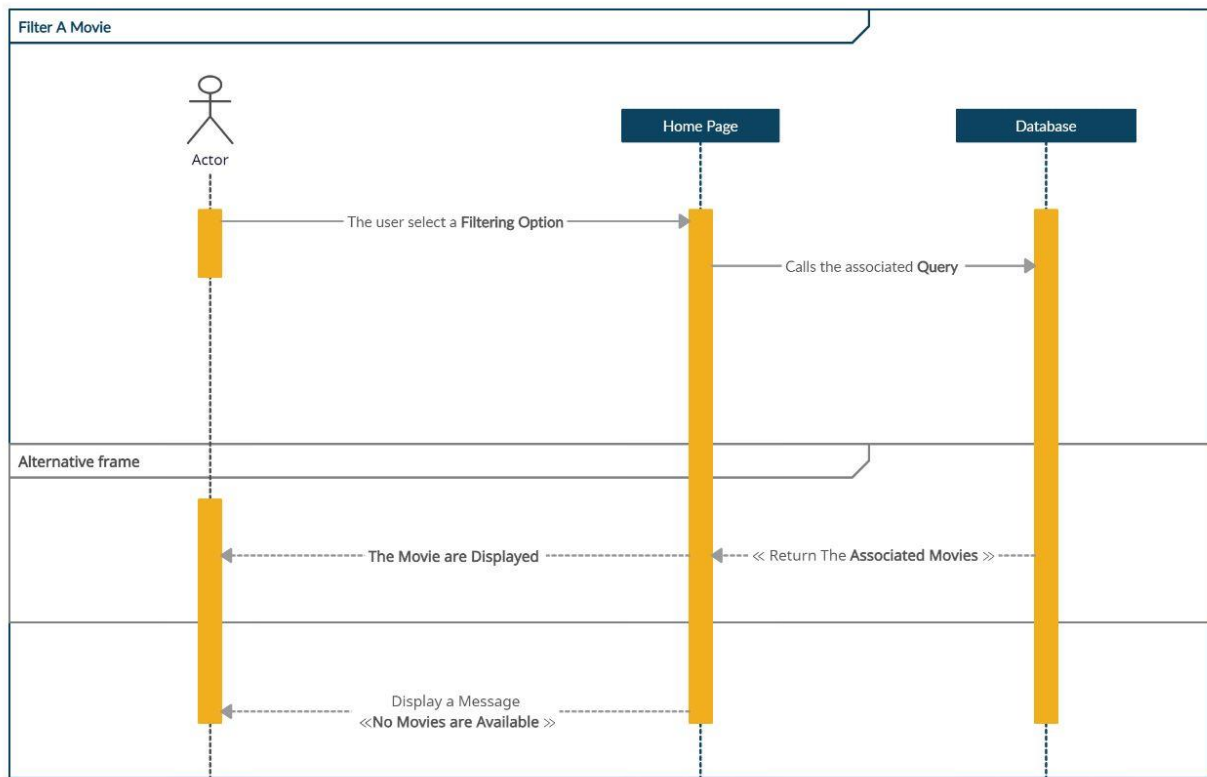 Filter A Movie
Actor
Home Page
Database
The user select a Filtering Option
Calls the associated Query
Alternative frame
The Movie are Displayed
≪ Return The Associated Movies ≫
Display a Message
≪No Movies are Available ≫